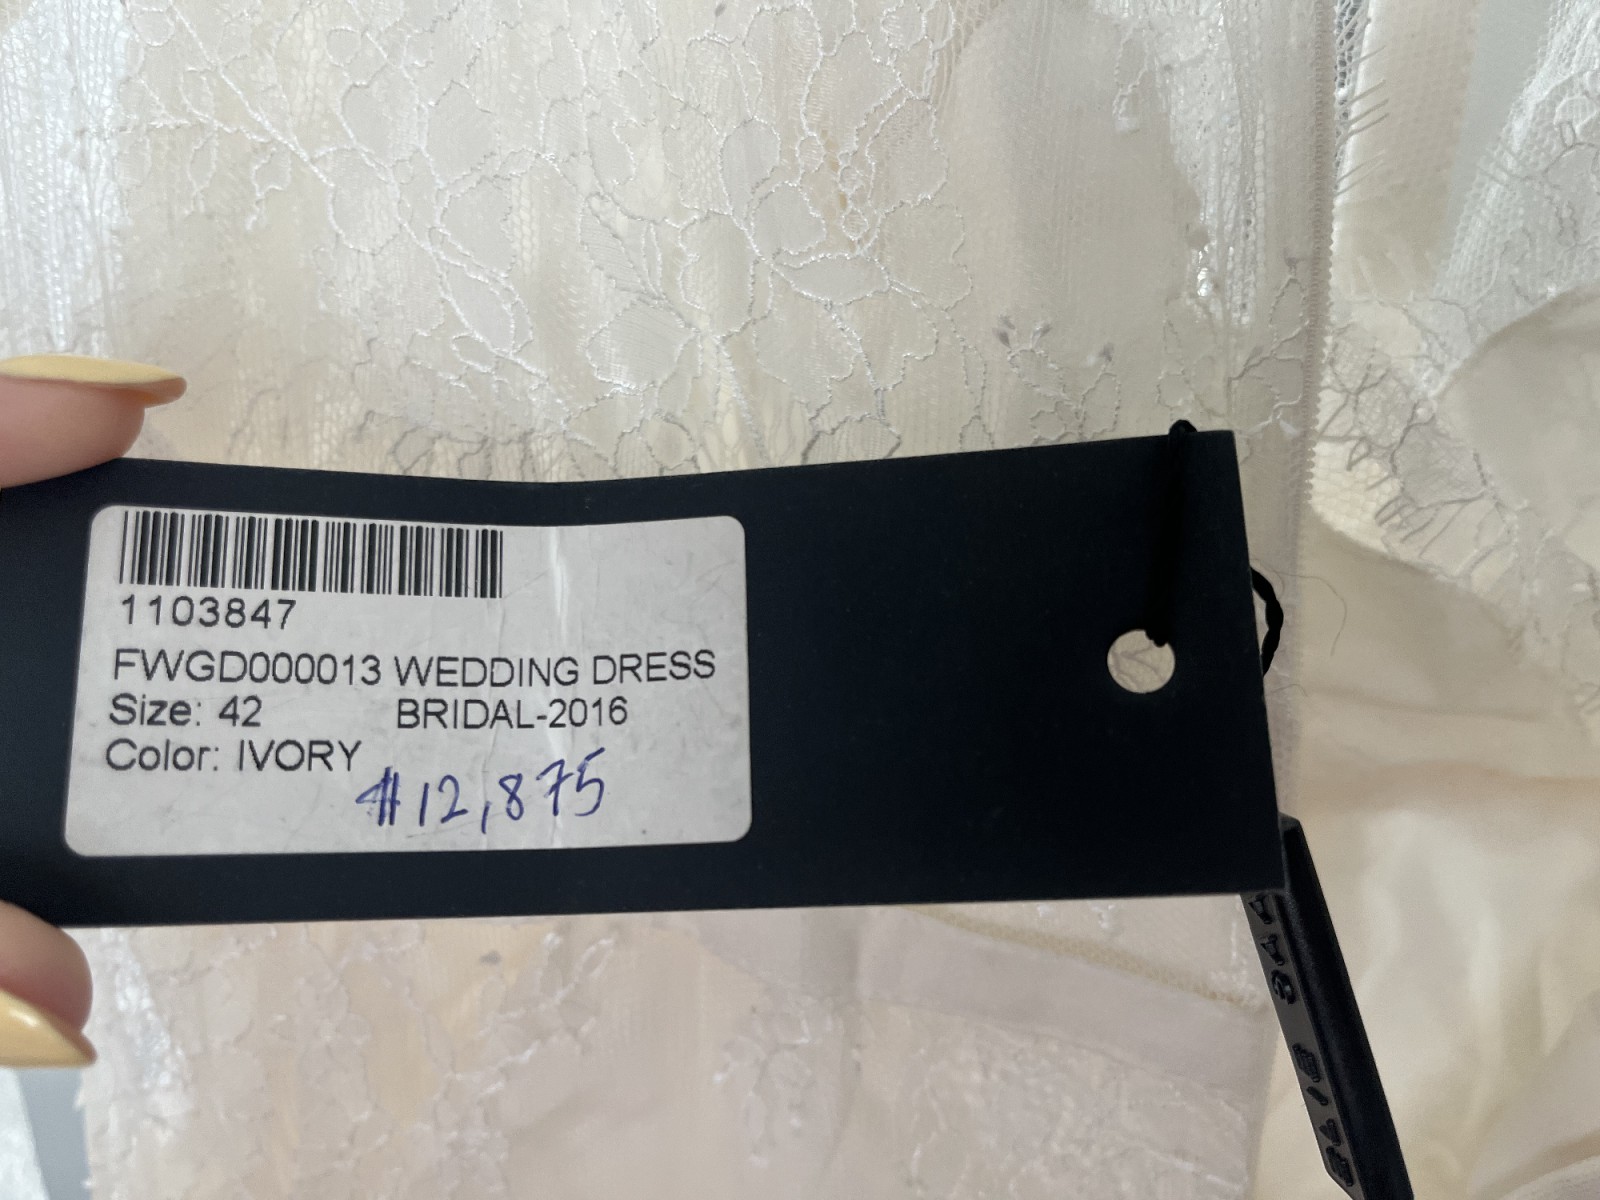 1103847
FWGD000013 WEDDING DRESS
Size: 42 BRIDAL-2016
Color: IVORY
$12,875